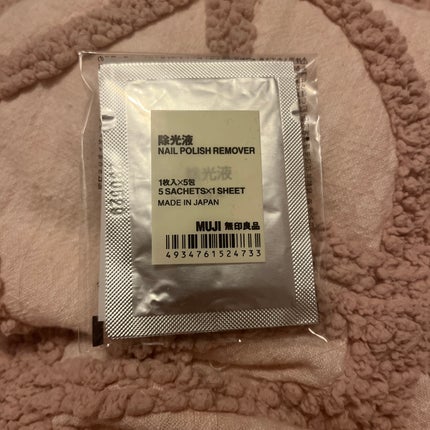 除光液
NAIL POLISH REMOVER
除光液
1枚入×5包
5 SACHETS×1 SHEET
MADE IN JAPAN
MUJI 無印良品
4934761524733